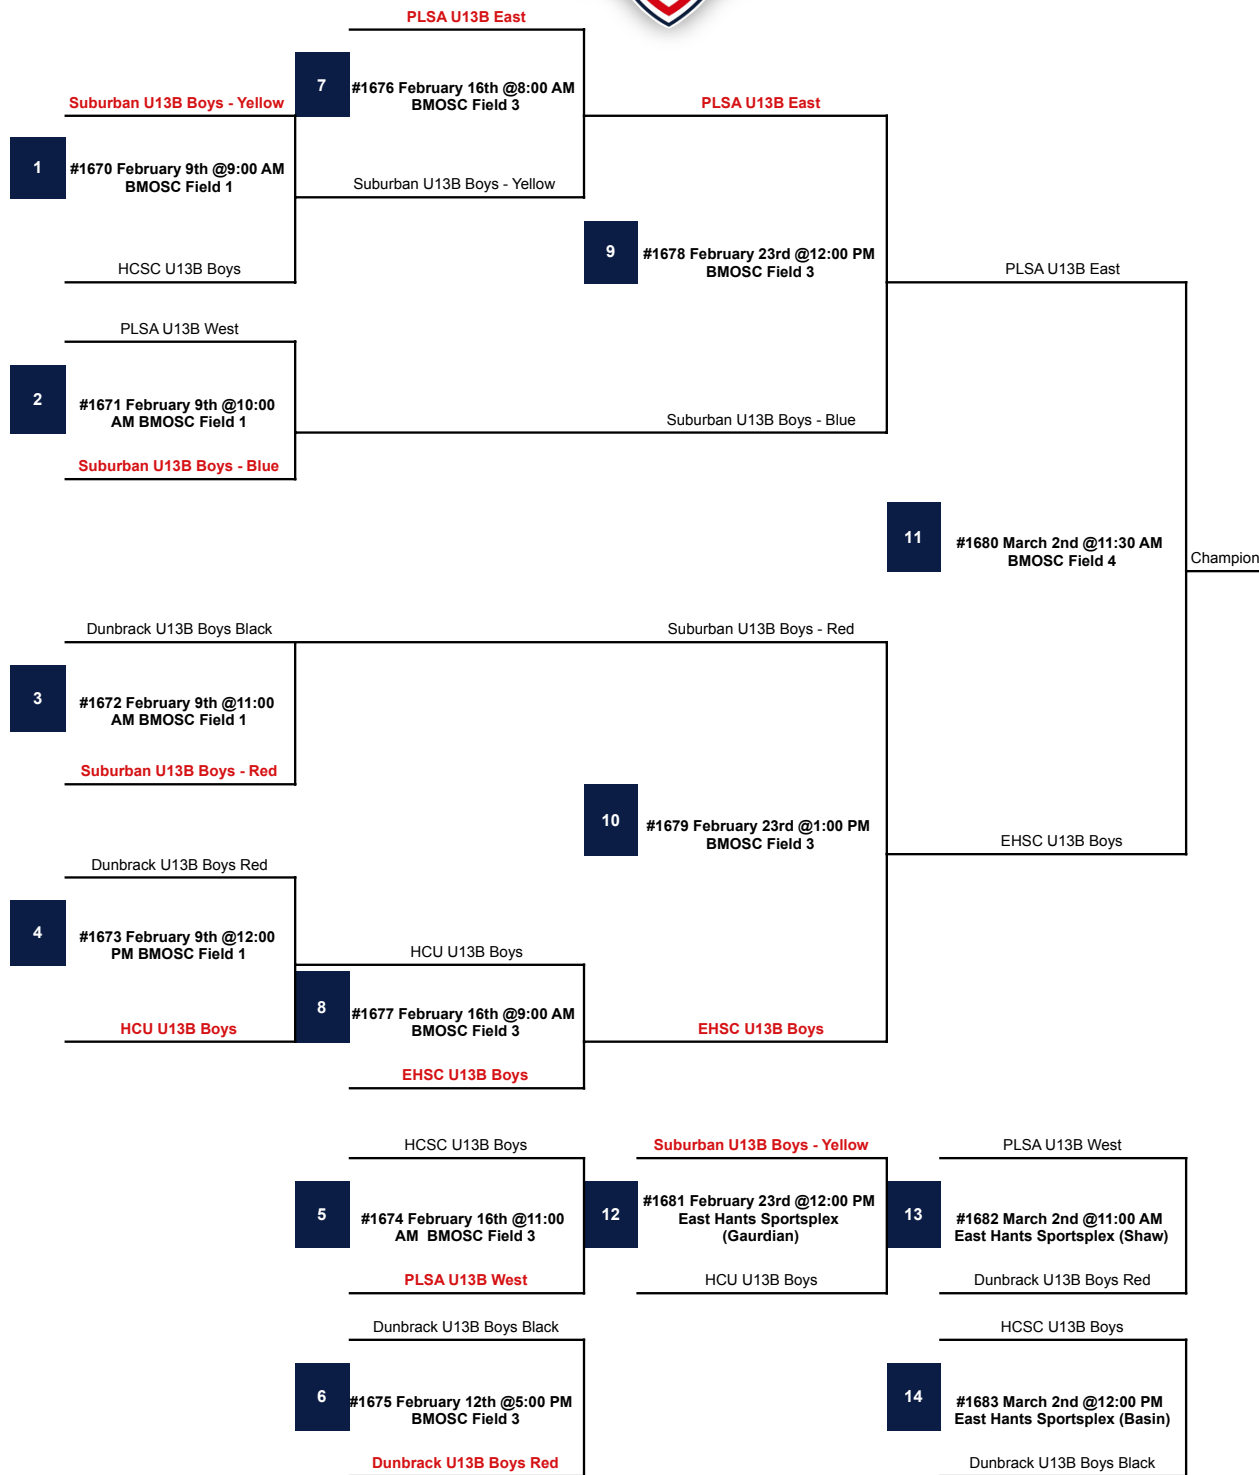 PLSA U13B East
7
#1676 February 16th @8:00 AM
BMOSC Field 3
Suburban U13B Boys - Yellow
PLSA U13B East
1
#1670 February 9th @9:00 AM
BMOSC Field 1
Suburban U13B Boys - Yellow
9
#1678 February 23rd @12:00 PM
BMOSC Field 3
HCSC U13B Boys
PLSA U13B East
PLSA U13B West
2
#1671 February 9th @10:00
AM BMOSC Field 1
Suburban U13B Boys - Blue
Suburban U13B Boys - Blue
11
#1680 March 2nd @11:30 AM
BMOSC Field 4
Champion
Dunbrack U13B Boys Black
Suburban U13B Boys - Red
3
#1672 February 9th @11:00
AM BMOSC Field 1
Suburban U13B Boys - Red
10
#1679 February 23rd @1:00 PM
BMOSC Field 3
EHSC U13B Boys
Dunbrack U13B Boys Red
4
#1673 February 9th @12:00
PM BMOSC Field 1
HCU U13B Boys
8
#1677 February 16th @9:00 AM
BMOSC Field 3
HCU U13B Boys
EHSC U13B Boys
EHSC U13B Boys
HCSC U13B Boys
Suburban U13B Boys - Yellow
PLSA U13B West
5
#1674 February 16th @11:00
AM  BMOSC Field 3
12
#1681 February 23rd @12:00 PM
East Hants Sportsplex
(Gaurdian)
13
#1682 March 2nd @11:00 AM
East Hants Sportsplex (Shaw)
PLSA U13B West
HCU U13B Boys
Dunbrack U13B Boys Red
Dunbrack U13B Boys Black
HCSC U13B Boys
6
#1675 February 12th @5:00 PM
BMOSC Field 3
14
#1683 March 2nd @12:00 PM
East Hants Sportsplex (Basin)
Dunbrack U13B Boys Red
Dunbrack U13B Boys Black